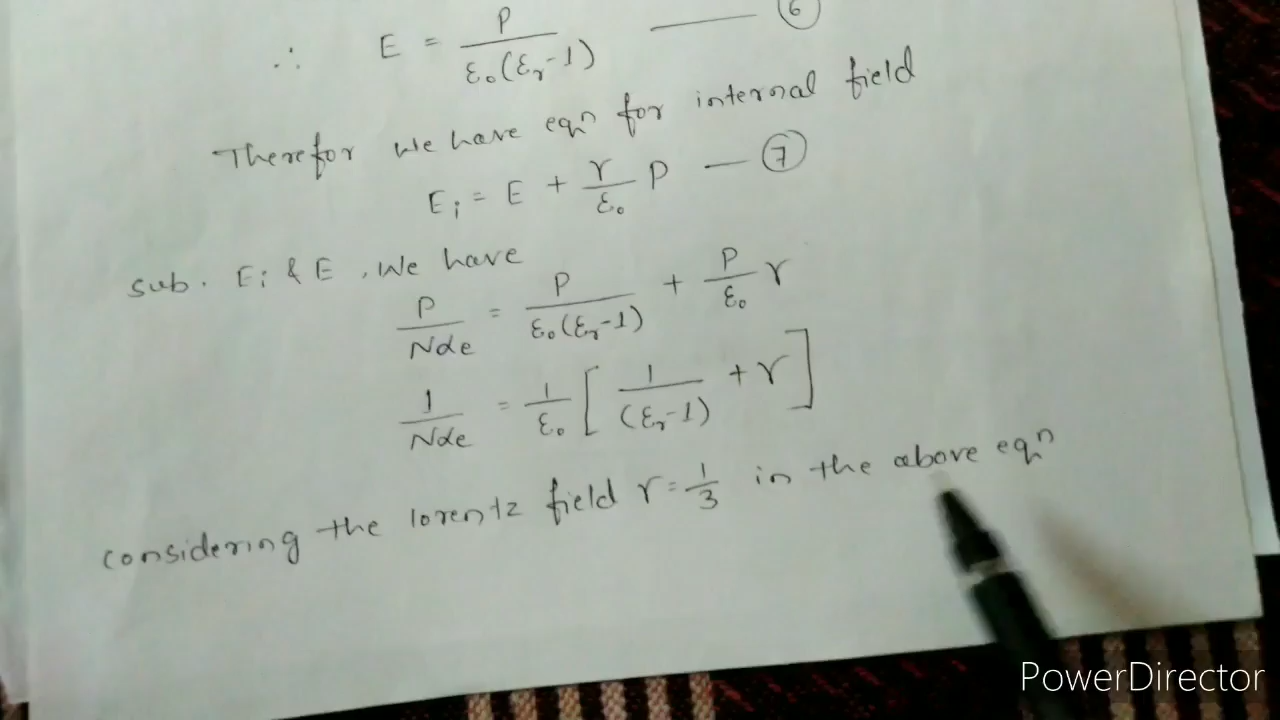 ∴ E = P / ε₀(εᵣ-1) —— ⑥
Therefor we have eqⁿ for internal field
Eᵢ = E + γ/ε₀ P — ⑦
sub. Eᵢ & E , We have
P/Nαe = P/ε₀(εᵣ-1) + P/ε₀ γ
1/Nαe = 1/ε₀ [ 1/(εᵣ-1) + γ ]
considering the lorentz field γ = 1/3 in the above eqⁿ
PowerDirector